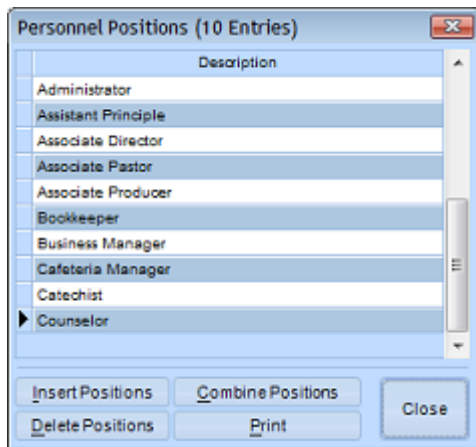 Personnel Positions (10 Entries)
Description
Administrator
Assistant Principle
Associate Director
Associate Pastor
Associate Producer
Bookkeeper
Business Manager
Cafeteria Manager
Catechist
Counselor
Insert Positions Combine Positions
Close
Delete Positions Print